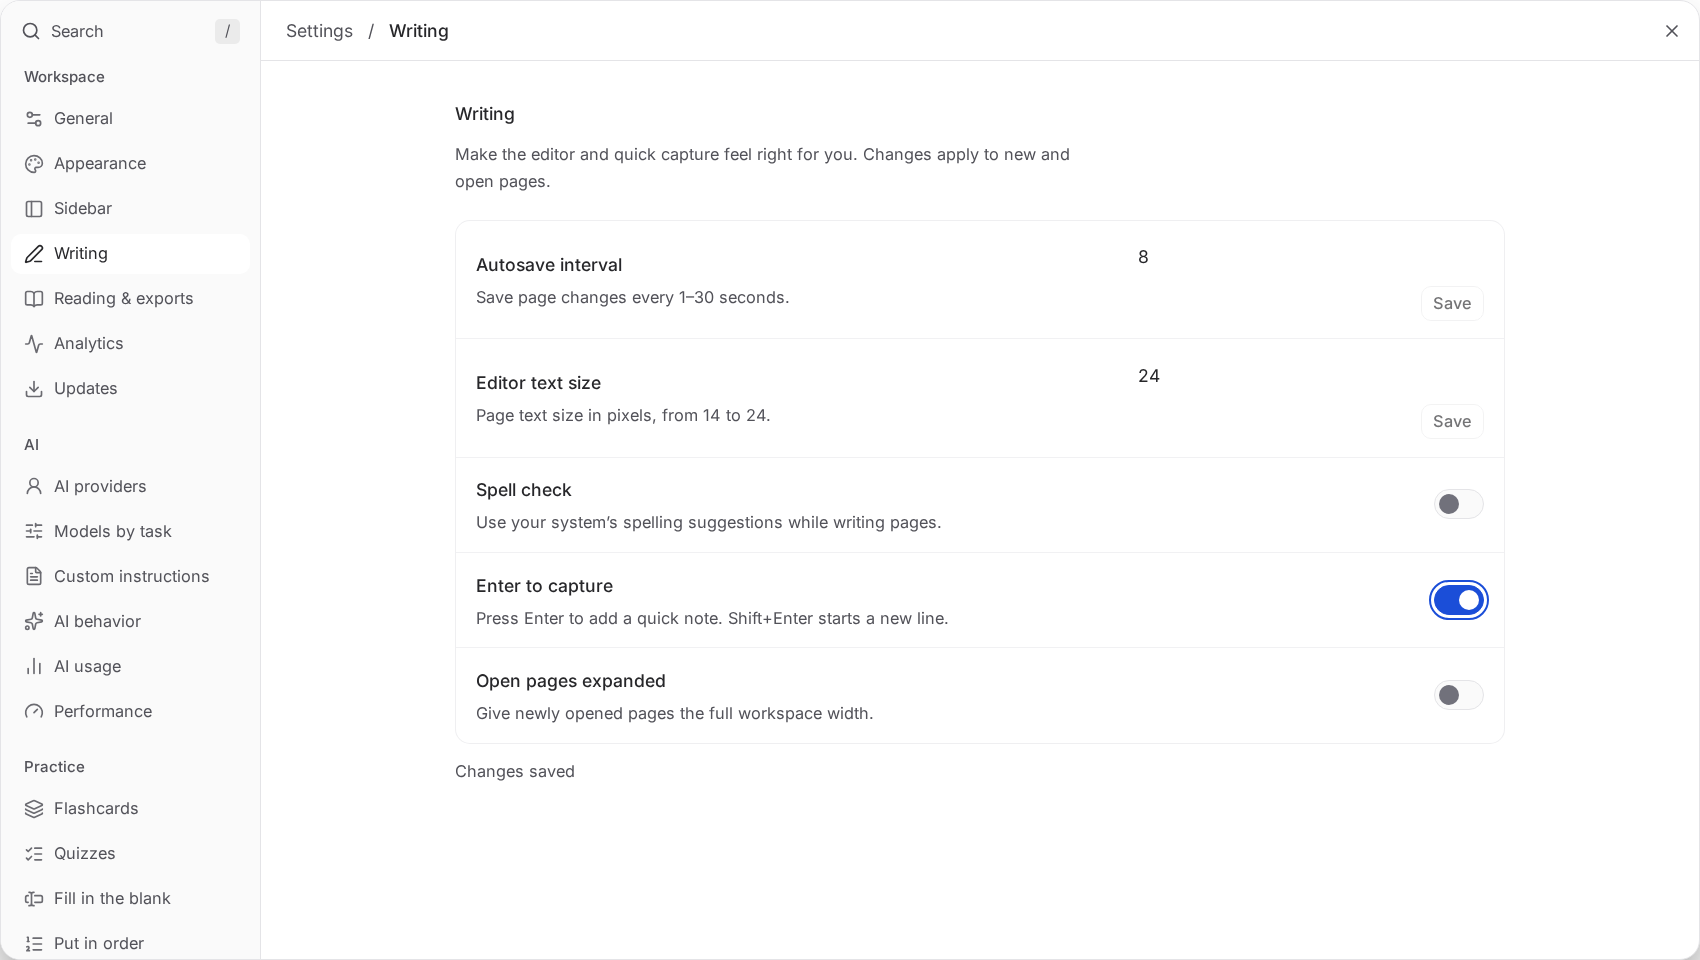 Search /
Workspace
General
Appearance
Sidebar
Writing
Reading & exports
Analytics
Updates
AI
AI providers
Models by task
Custom instructions
AI behavior
AI usage
Performance
Practice
Flashcards
Quizzes
Fill in the blank
Put in order
Settings / Writing
Writing
Make the editor and quick capture feel right for you. Changes apply to new and
open pages.
Autosave interval
Save page changes every 1–30 seconds.
8
Save
Editor text size
Page text size in pixels, from 14 to 24.
24
Save
Spell check
Use your system’s spelling suggestions while writing pages.
Enter to capture
Press Enter to add a quick note. Shift+Enter starts a new line.
Open pages expanded
Give newly opened pages the full workspace width.
Changes saved